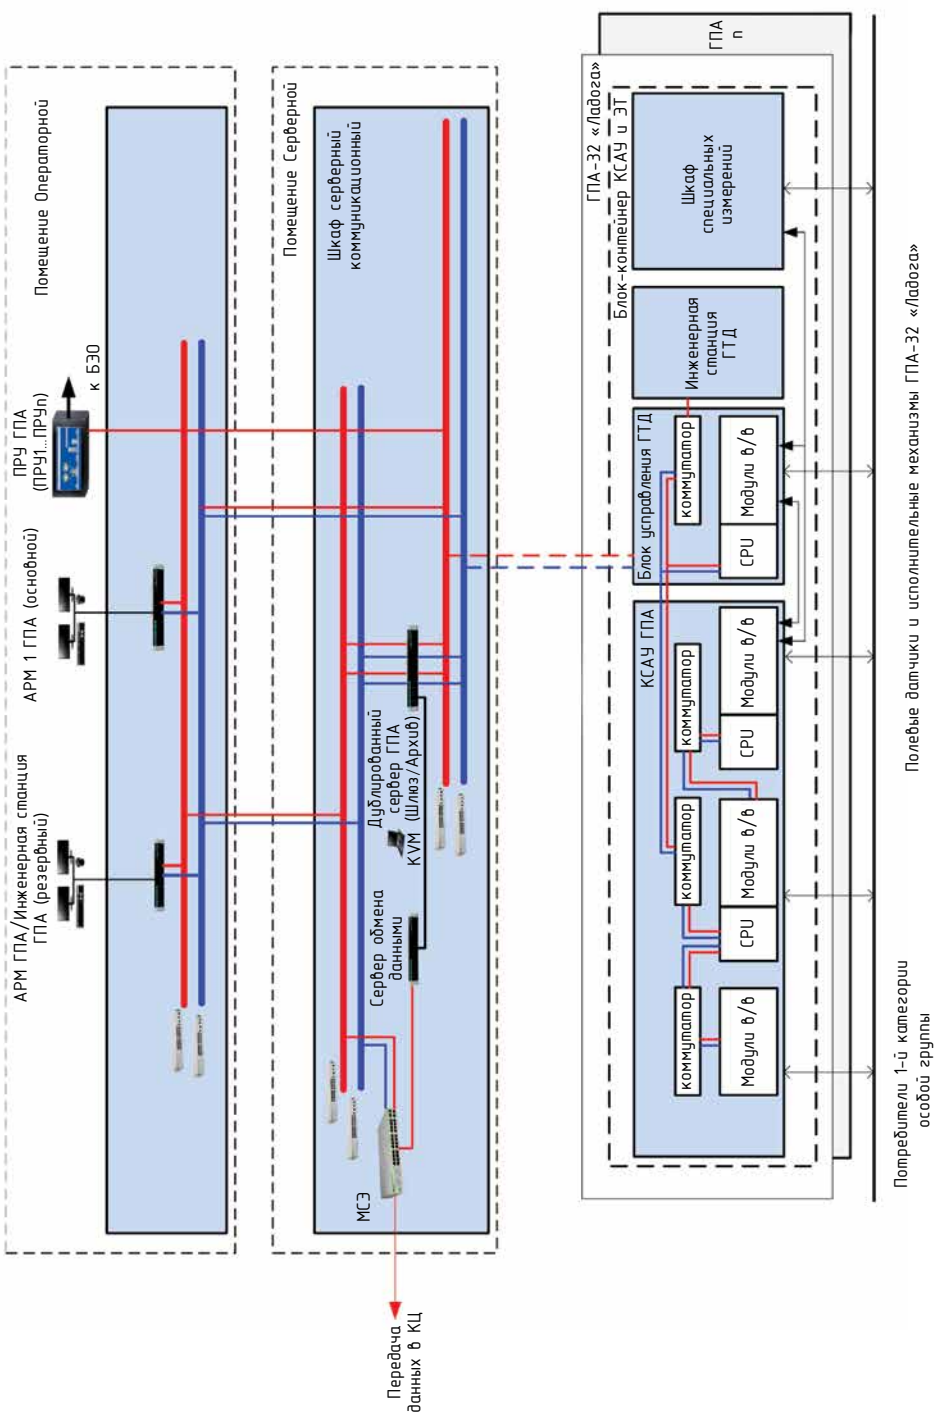 АРМ ГПА/Инженерная станция
ГПА (резервный)
АРМ 1 ГПА (основной)
ПРУ ГПА
(ПРУ1...ПРУn)
к БЭО
Помещение Операторной
Помещение Серверной
Шкаф серверный
коммуникационный
МСЭ
Сервер обмена
данными
Дублированный
сервер ГПА
KVM (Шлюз/Архив)
Передача
данных в КЦ
ГПА-32 «Ладога»
ГПА
n
Блок-контейнер КСАУ и ЭТ
КСАУ ГПА
Блок управления ГТД
коммутатор
коммутатор
коммутатор
коммутатор
Инженерная
станция
ГТД
Шкаф
специальных
измерений
Модули в/в
CPU
Модули в/в
CPU
Модули в/в
CPU
Модули в/в
Потребители 1-й категории
особой группы
Полевые датчики и исполнительные механизмы ГПА-32 «Ладога»